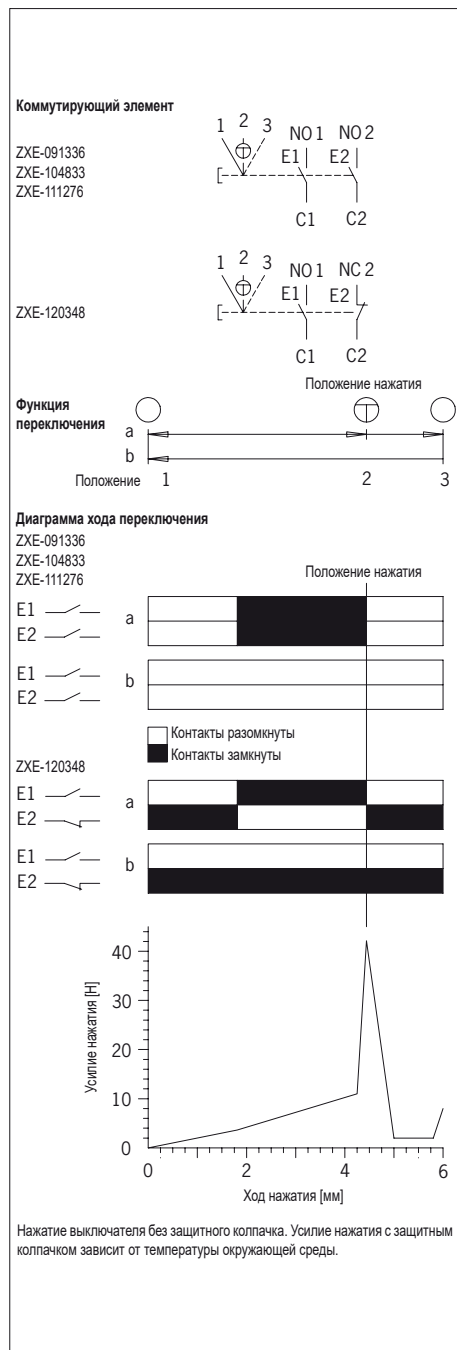 Коммутирующий элемент
ZXE-091336
ZXE-104833
ZXE-111276
1 2 3 NO 1 NO 2
E1 E2
C1 C2
ZXE-120348
1 2 3 NO 1 NC 2
E1 E2
C1 C2
Положение нажатия
Функция
переключения
a
b
Положение 1 2 3
Диаграмма хода переключения
ZXE-091336
ZXE-104833
ZXE-111276
Положение нажатия
E1
E2
a
E1
E2
b
Контакты разомкнуты
Контакты замкнуты
ZXE-120348
E1
E2
a
E1
E2
b
Усилие нажатия [Н]
40
30
20
10
0
0 2 4 6
Ход нажатия [мм]
Нажатие выключателя без защитного колпачка. Усилие нажатия с защитным
колпачком зависит от температуры окружающей среды.